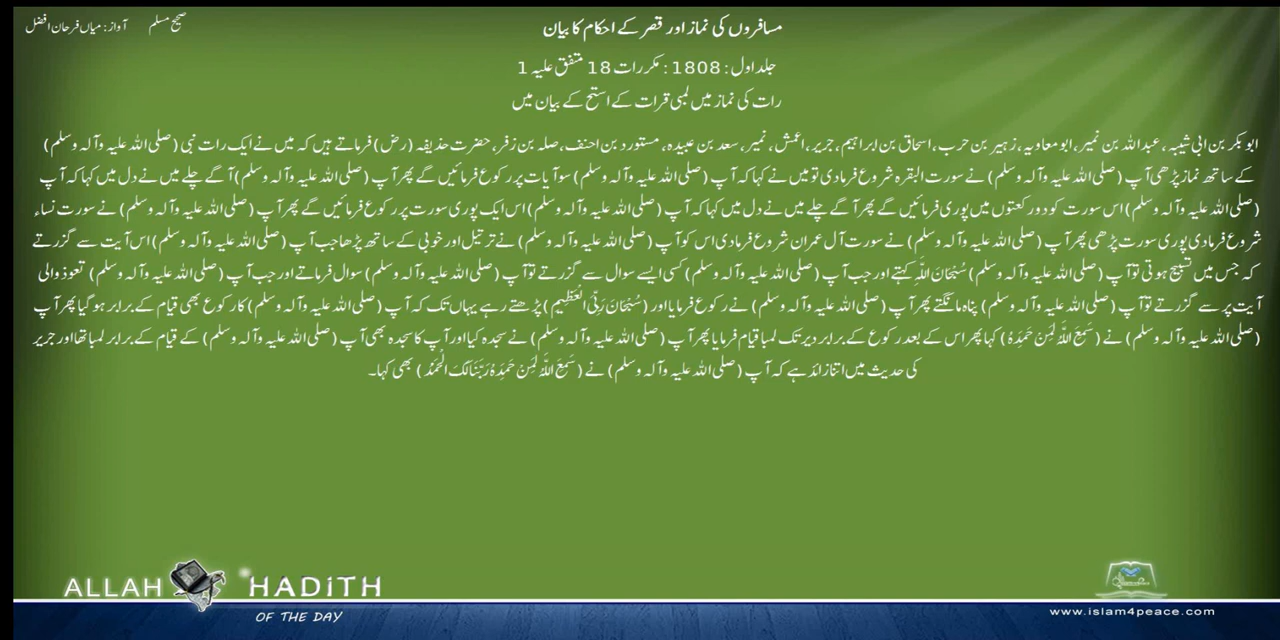 صحیح مسلم آواز: میاں فرحان افضل
مسافروں کی نماز اور قصر کے احکام کا بیان
جلد اول : 1808 : مکررات 18 متفق علیہ 1
رات کی نماز میں لمبی قرات کے استح کے بیان میں
ابوبکر بن ابی شیبہ، عبداللہ بن نمیر، ابومعاویہ، زہیر بن حرب، اسحاق بن ابراہیم، جریر، اعمش، نمیر، سعد بن عبیدہ، مستورد بن احنف، صلہ بن زفر، حضرت حذیفہ (رض) فرماتے ہیں کہ میں نے ایک رات نبی (صلی اللہ علیہ وآلہ وسلم)
کے ساتھ نماز پڑھی آپ (صلی اللہ علیہ وآلہ وسلم) نے سورت البقرہ شروع فرمادی تو میں نے کہا کہ آپ (صلی اللہ علیہ وآلہ وسلم) سو آیات پر رکوع فرمائیں گے پھر آپ (صلی اللہ علیہ وآلہ وسلم) آگے چلے میں نے دل میں کہا کہ آپ
(صلی اللہ علیہ وآلہ وسلم) اس سورت کو دو رکعتوں میں پوری فرمائیں گے پھر آگے چلے میں نے دل میں کہا کہ آپ (صلی اللہ علیہ وآلہ وسلم) اس ایک پوری سورت پر رکوع فرمائیں گے پھر آپ (صلی اللہ علیہ وآلہ وسلم) نے سورت نساء
شروع فرمادی پوری سورت پڑھی پھر آپ (صلی اللہ علیہ وآلہ وسلم) نے سورت آل عمران شروع فرمادی اس کو آپ (صلی اللہ علیہ وآلہ وسلم) نے ترتیل اور خوبی کے ساتھ پڑھا جب آپ (صلی اللہ علیہ وآلہ وسلم) اس آیت سے گزرتے
کہ جس میں تسبیح ہوتی تو آپ (صلی اللہ علیہ وآلہ وسلم) سُبْحَانَ اللَّهِ کہتے اور جب آپ (صلی اللہ علیہ وآلہ وسلم) کسی ایسے سوال سے گزرتے تو آپ (صلی اللہ علیہ وآلہ وسلم) سوال فرماتے اور جب آپ (صلی اللہ علیہ وآلہ وسلم) تعوذ والی
آیت پر سے گزرتے تو آپ (صلی اللہ علیہ وآلہ وسلم) پناہ مانگتے پھر آپ (صلی اللہ علیہ وآلہ وسلم) نے رکوع فرمایا اور (سُبْحَانَ رَبِّيَ الْعَظِيمِ) پڑھتے رہے یہاں تک کہ آپ (صلی اللہ علیہ وآلہ وسلم) کا رکوع بھی قیام کے برابر ہوگیا پھر آپ
(صلی اللہ علیہ وآلہ وسلم) نے (سَمِعَ اللَّهُ لِمَنْ حَمِدَهُ) کہا پھر اس کے بعد رکوع کے برابر دیر تک لمبا قیام فرمایا پھر آپ (صلی اللہ علیہ وآلہ وسلم) نے سجدہ کیا اور آپ کا سجدہ بھی آپ (صلی اللہ علیہ وآلہ وسلم) کے قیام کے برابر لمبا تھا اور جریر
کی حدیث میں اتنا زائد ہے کہ آپ (صلی اللہ علیہ وآلہ وسلم) نے (سَمِعَ اللَّهُ لِمَنْ حَمِدَهُ رَبَّنَا لَكَ الْحَمْدُ) بھی کہا۔
ALLAH HADITH
OF THE DAY
www.islam4peace.com